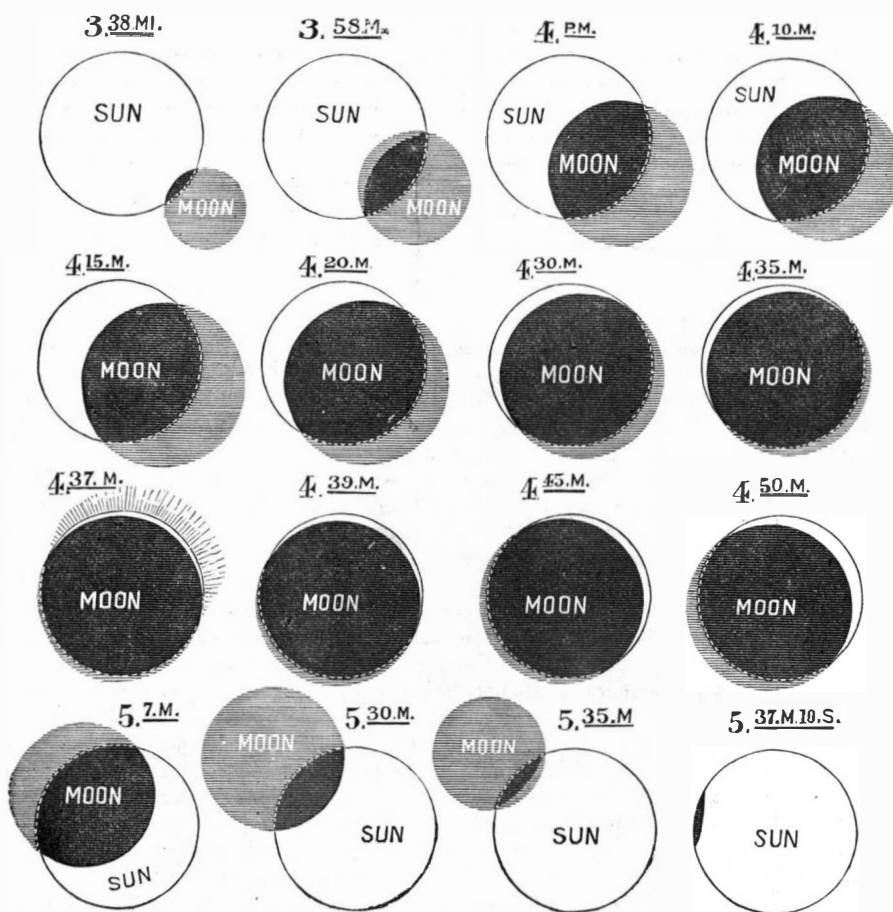 3. 38.MI.
3. 58.M.
4. P.M.
4. 10.M.
SUN
SUN
SUN
SUN
MOON
MOON
MOON
MOON
4. 15.M.
4. 20.M.
4. 30.M.
4. 35.M.
MOON
MOON
MOON
MOON
4. 37.M.
4. 39.M.
4. 45.M.
4. 50.M.
MOON
MOON
MOON
MOON
5. 7.M.
5. 30.M.
5. 35.M
5. 37.M.10.S.
MOON
MOON
MOON
SUN
SUN
SUN
SUN